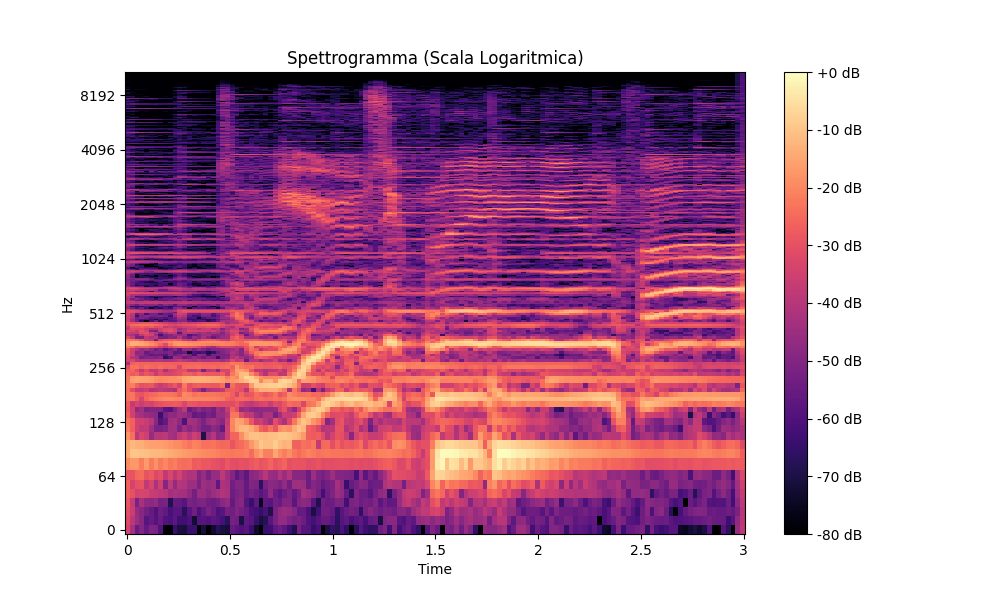 Spettrogramma (Scala Logaritmica)
Hz
8192
4096
2048
1024
512
256
128
64
0
0
0.5
1
1.5
2
2.5
3
Time
+0 dB
-10 dB
-20 dB
-30 dB
-40 dB
-50 dB
-60 dB
-70 dB
-80 dB